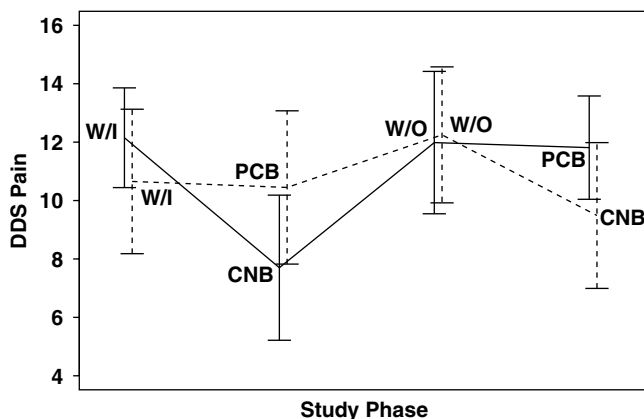 16
14
12
10
8
6
4
DDS Pain
W/I
W/I
PCB
CNB
W/O
W/O
PCB
CNB
Study Phase